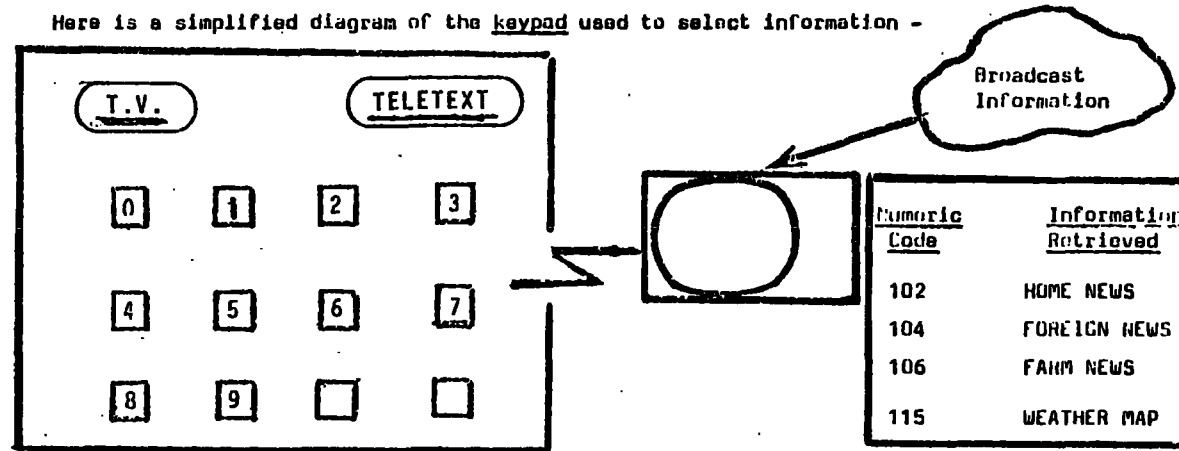 Here is a simplified diagram of the keypad used to select information -
Broadcast
Information
T.V.
TELETEXT
0 1 2 3
4 5 6 7
8 9
Numeric Information
Code Retrieved
102 HOME NEWS
104 FOREIGN NEWS
106 FARM NEWS
115 WEATHER MAP